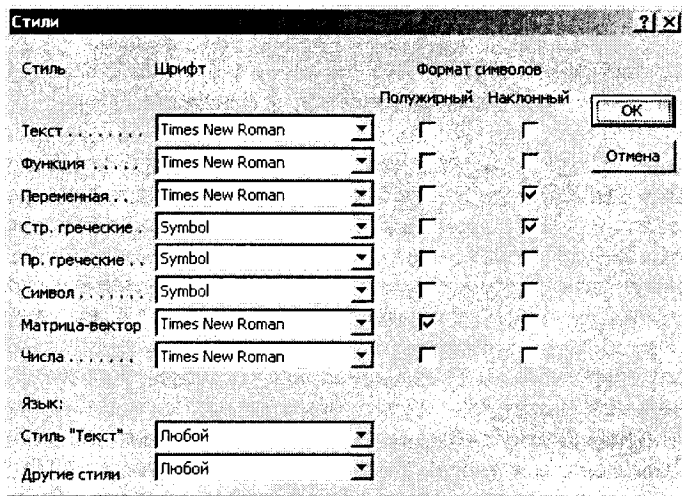 Стили
Стиль Шрифт Формат символов
Полужирный Наклонный
OK
Текст . . . . . . . . Times New Roman
Функция . . . . . Times New Roman
Отмена
Переменная . . Times New Roman
Стр. греческие . Symbol
Пр. греческие . . Symbol
Символ . . . . . . . Symbol
Матрица-вектор Times New Roman
Числа . . . . . . . Times New Roman
Язык:
Стиль "Текст" Любой
Другие стили Любой